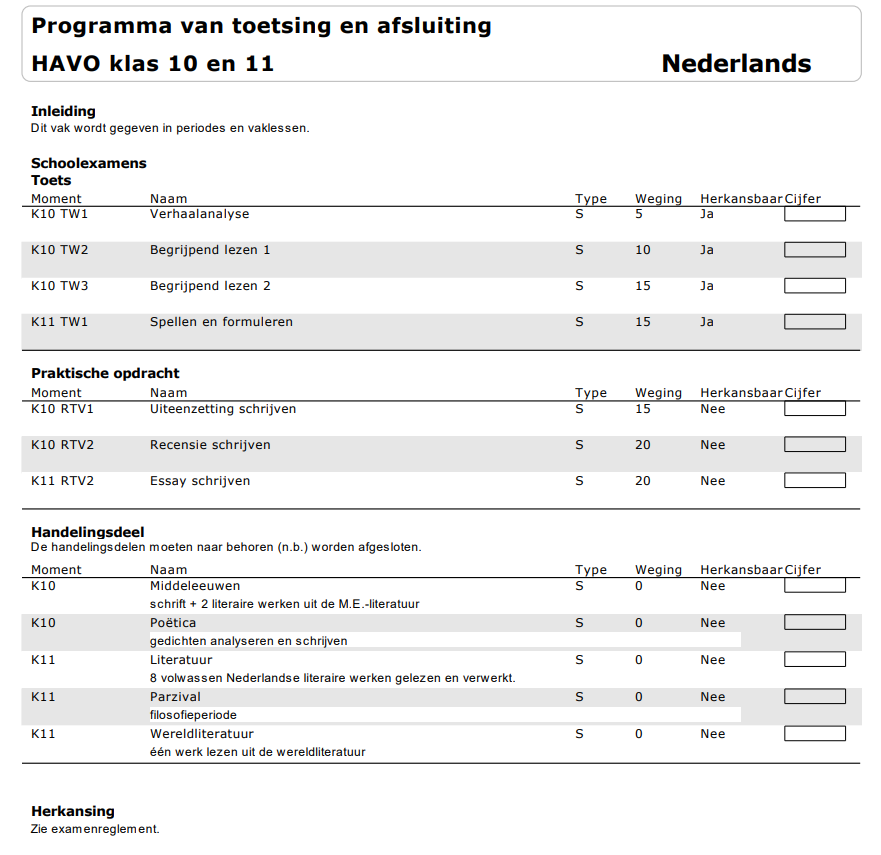 Programma van toetsing en afsluiting
HAVO klas 10 en 11 Nederlands
Inleiding
Dit vak wordt gegeven in periodes en vaklessen.
Schoolexamens
Toets
Moment Naam Type Weging Herkansbaar Cijfer
K10 TW1 Verhaalanalyse S 5 Ja
K10 TW2 Begrijpend lezen 1 S 10 Ja
K10 TW3 Begrijpend lezen 2 S 15 Ja
K11 TW1 Spellen en formuleren S 15 Ja
Praktische opdracht
Moment Naam Type Weging Herkansbaar Cijfer
K10 RTV1 Uiteenzetting schrijven S 15 Nee
K10 RTV2 Recensie schrijven S 20 Nee
K11 RTV2 Essay schrijven S 20 Nee
Handelingsdeel
De handelingsdelen moeten naar behoren (n.b.) worden afgesloten.
Moment Naam Type Weging Herkansbaar Cijfer
K10 Middeleeuwen S 0 Nee
schrift + 2 literaire werken uit de M.E.-literatuur
K10 Poëtica S 0 Nee
gedichten analyseren en schrijven
K11 Literatuur S 0 Nee
8 volwassen Nederlandse literaire werken gelezen en verwerkt.
K11 Parzival S 0 Nee
filosofieperiode
K11 Wereldliteratuur S 0 Nee
één werk lezen uit de wereldliteratuur
Herkansing
Zie examenreglement.